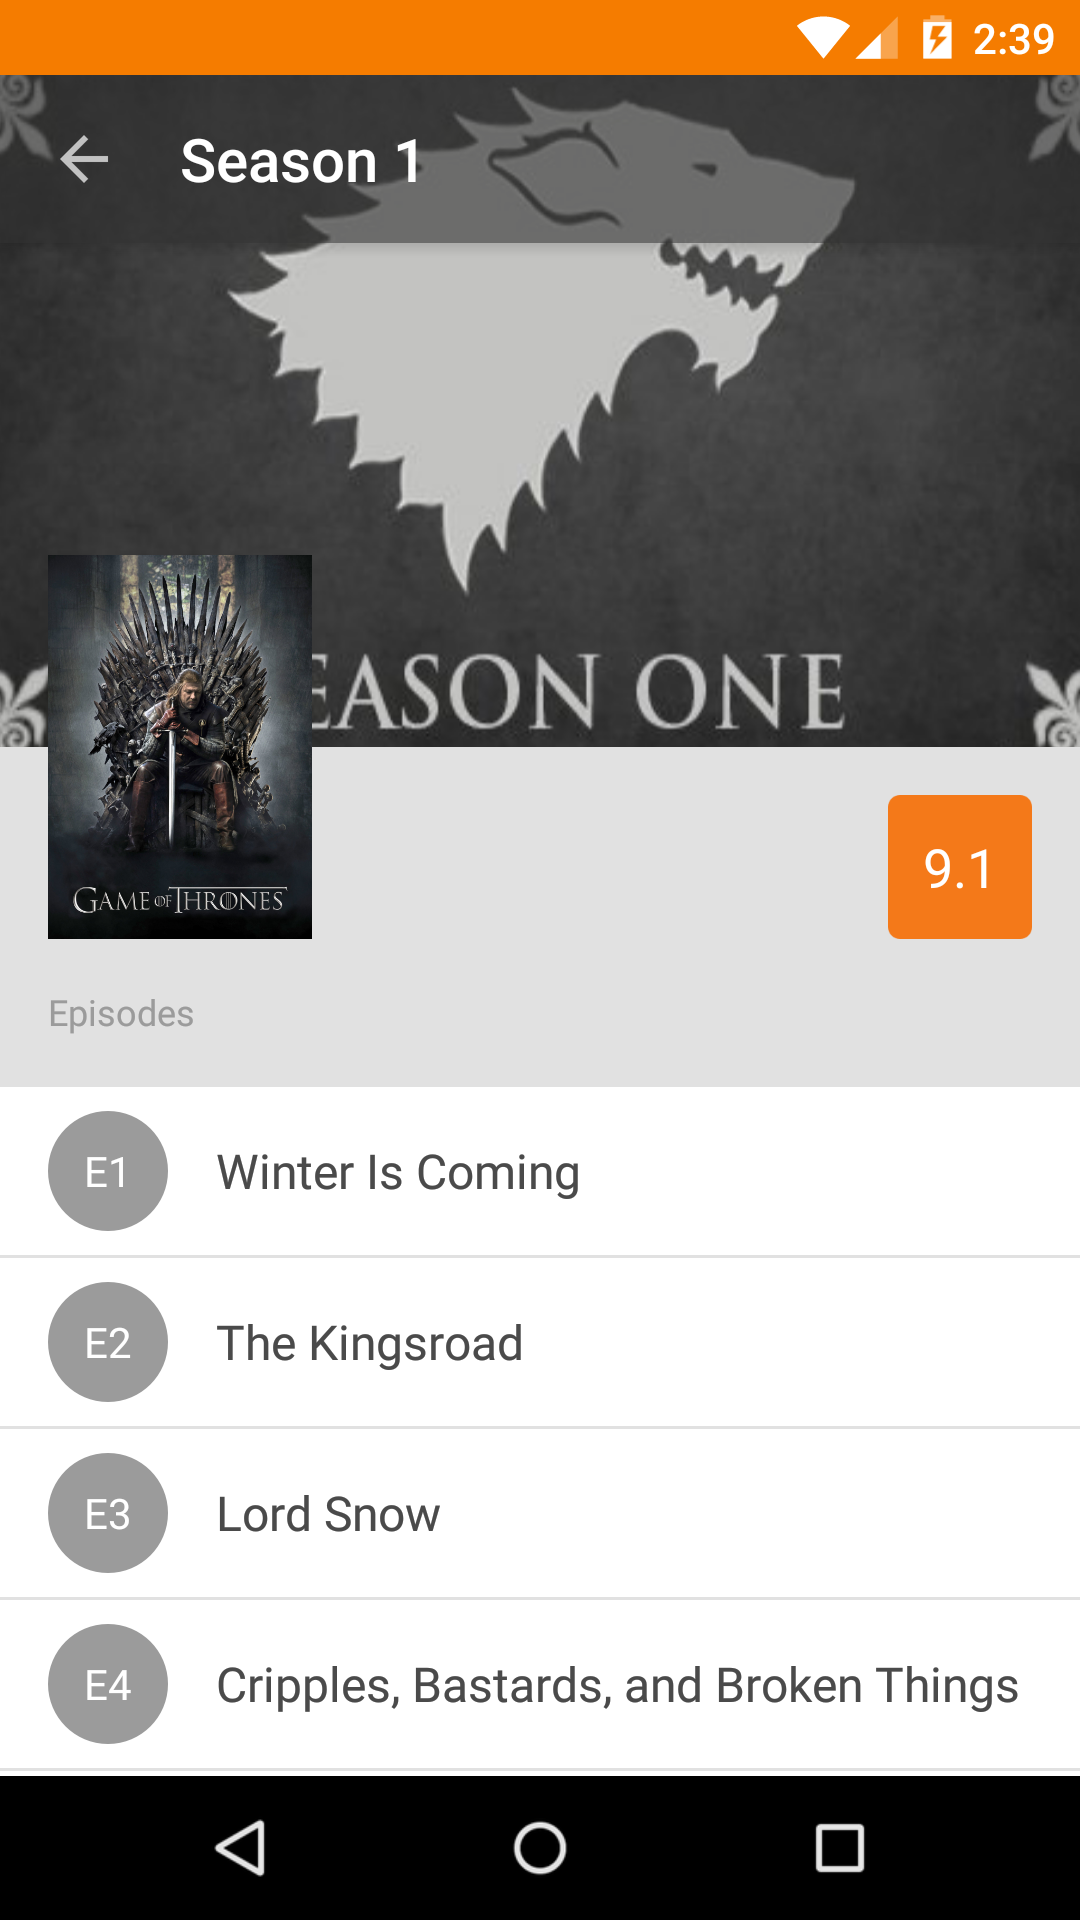 2:39
Season 1
EASON ONE
GAME OF THRONES
9.1
Episodes
E1 Winter Is Coming
E2 The Kingsroad
E3 Lord Snow
E4 Cripples, Bastards, and Broken Things